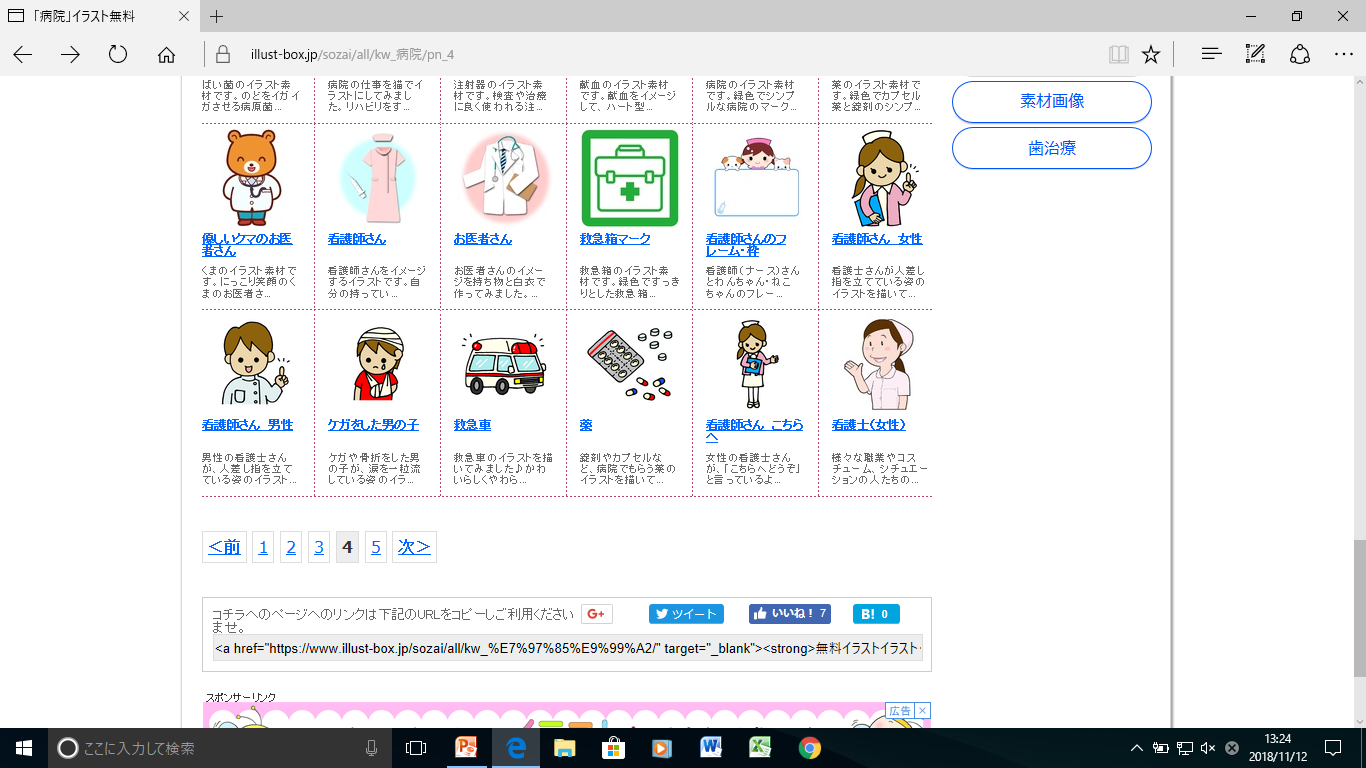 「病院」イラスト無料
illust-box.jp/sozai/all/kw_病院/pn_4
ばい菌のイラスト素
材です。のどをイガイ
ガさせる病原菌...
病院の仕事を猫でイ
ラストにしてみまし
た。リハビリをす...
注射器のイラスト素
材です。検査や治療
に良く使われる注...
献血のイラスト素材
です。献血をイメージ
して、ハート型...
病院のイラスト素材
です。緑色でシンプ
ルな病院のマーク...
薬のイラスト素材で
す。緑色でカプセル
薬と錠剤のシンプ...
素材画像
歯治療
優しいクマのお医
者さん
くまのイラスト素材で
す。にっこり笑顔のく
まのお医者さ...
看護師さん
看護師さんをイメージ
するイラストです。自
分の持ってい...
お医者さん
お医者さんのイメー
ジを持ち物と白衣で
作ってみました。...
救急箱マーク
救急箱のイラスト素
材です。緑色ですっき
りとした救急箱...
看護師さんのフ
レーム・枠
看護師(ナース)さん
とわんちゃん・ねこ
ちゃんのフレー...
看護師さん 女性
看護士さんが人差し
指を立てている姿の
イラストを描いて...
看護師さん 男性
男性の看護士さん
が、人差し指を立て
ている姿のイラスト...
ケガをした男の子
ケガや骨折をした男
の子が、涙を一粒流
している姿のイラ...
救急車
救急車のイラストを描
いてみました♪かわ
いらしくやわら...
薬
錠剤やカプセルな
ど、病院でもらう薬の
イラストを描いて...
看護師さん こちら
へ
女性の看護士さん
が、「こちらへどうぞ」
と言っているよ...
看護士(女性)
様々な職業やコス
チューム、シチュエー
ションの人たちの...
＜前 1 2 3 4 5 次＞
コチラへのページへのリンクは下記のURLをコピーしご利用ください
ませ。
G+
ツイート
いいね！ 7
B! 0
<a href="https://www.illust-box.jp/sozai/all/kw_%E7%97%85%E9%99%A2/" target="_blank"><strong>無料イラストイラスト
スポンサーリンク
広告
ここに入力して検索
13:24
2018/11/12